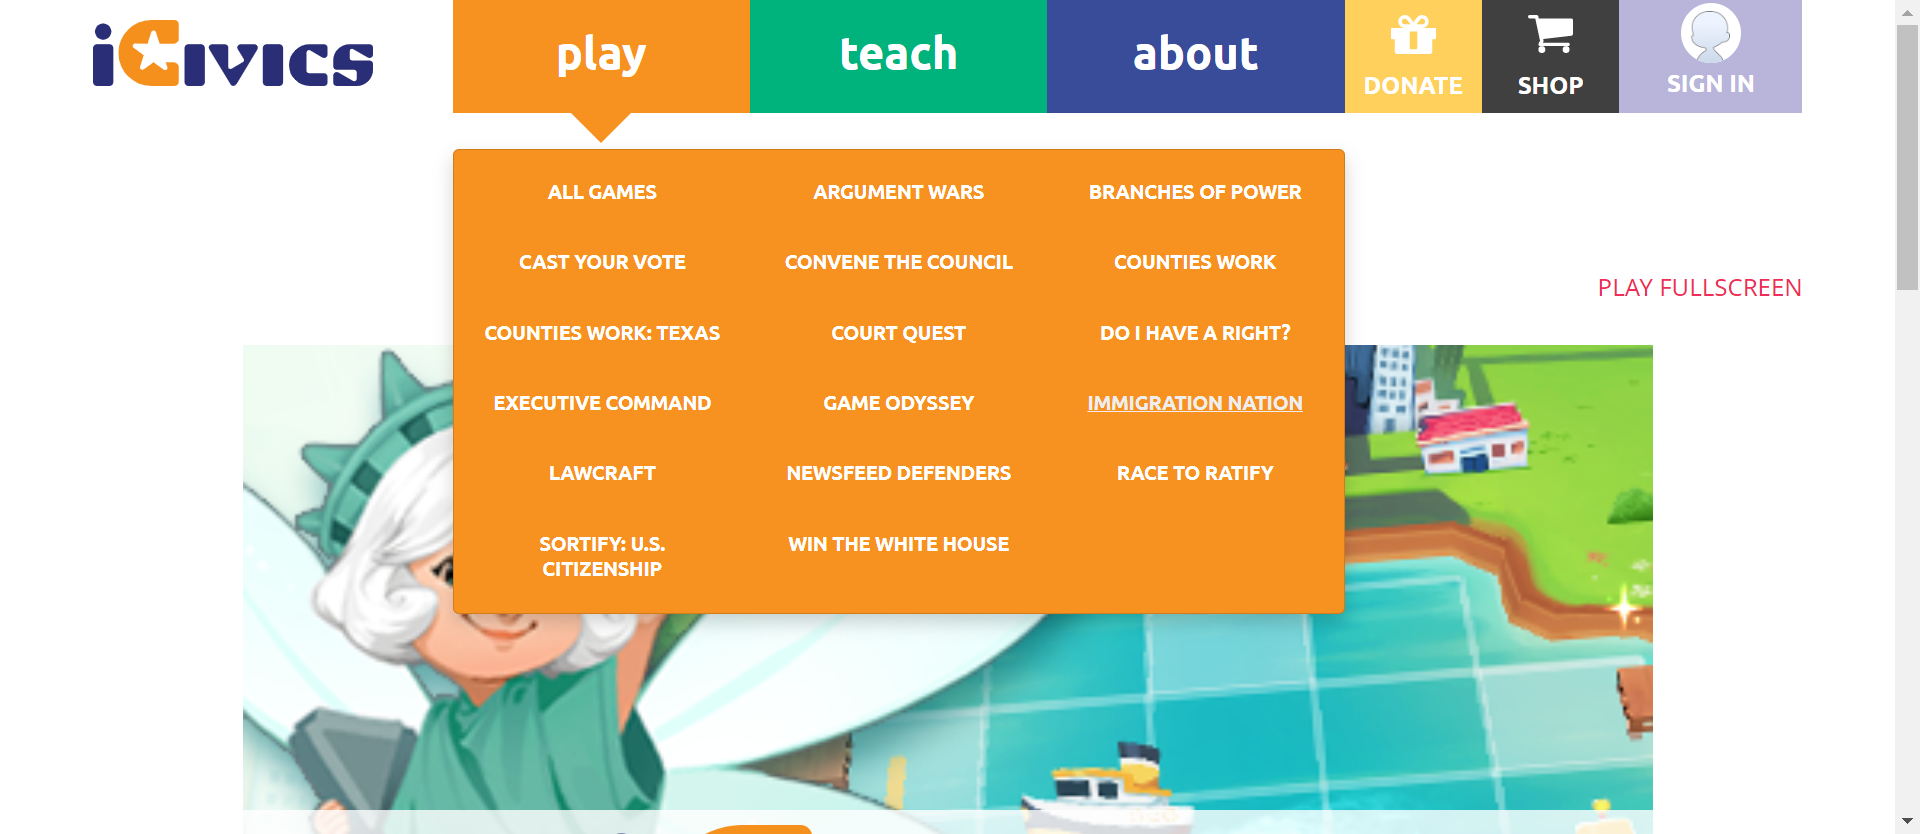 iCIVICS
play
teach
about
DONATE
SHOP
SIGN IN
ALL GAMES
ARGUMENT WARS
BRANCHES OF POWER
CAST YOUR VOTE
CONVENE THE COUNCIL
COUNTIES WORK
PLAY FULLSCREEN
COUNTIES WORK: TEXAS
COURT QUEST
DO I HAVE A RIGHT?
EXECUTIVE COMMAND
GAME ODYSSEY
IMMIGRATION NATION
LAWCRAFT
NEWSFEED DEFENDERS
RACE TO RATIFY
SORTIFY: U.S.
CITIZENSHIP
WIN THE WHITE HOUSE